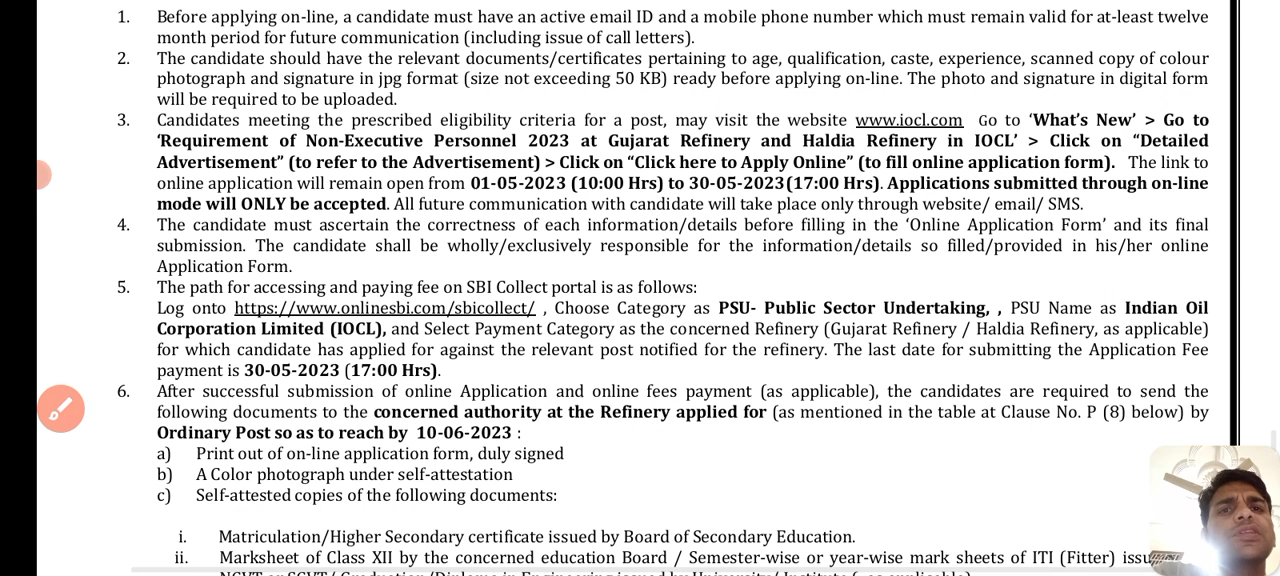 1. Before applying on-line, a candidate must have an active email ID and a mobile phone number which must remain valid for at-least twelve
month period for future communication (including issue of call letters).
2. The candidate should have the relevant documents/certificates pertaining to age, qualification, caste, experience, scanned copy of colour
photograph and signature in jpg format (size not exceeding 50 KB) ready before applying on-line. The photo and signature in digital form
will be required to be uploaded.
3. Candidates meeting the prescribed eligibility criteria for a post, may visit the website www.iocl.com Go to ‘What’s New’ > Go to
‘Requirement of Non-Executive Personnel 2023 at Gujarat Refinery and Haldia Refinery in IOCL’ > Click on “Detailed
Advertisement” (to refer to the Advertisement) > Click on “Click here to Apply Online” (to fill online application form). The link to
online application will remain open from 01-05-2023 (10:00 Hrs) to 30-05-2023(17:00 Hrs). Applications submitted through on-line
mode will ONLY be accepted. All future communication with candidate will take place only through website/ email/ SMS.
4. The candidate must ascertain the correctness of each information/details before filling in the ‘Online Application Form’ and its final
submission. The candidate shall be wholly/exclusively responsible for the information/details so filled/provided in his/her online
Application Form.
5. The path for accessing and paying fee on SBI Collect portal is as follows:
Log onto https://www.onlinesbi.com/sbicollect/ , Choose Category as PSU- Public Sector Undertaking, , PSU Name as Indian Oil
Corporation Limited (IOCL), and Select Payment Category as the concerned Refinery (Gujarat Refinery / Haldia Refinery, as applicable)
for which candidate has applied for against the relevant post notified for the refinery. The last date for submitting the Application Fee
payment is 30-05-2023 (17:00 Hrs).
6. After successful submission of online Application and online fees payment (as applicable), the candidates are required to send the
following documents to the concerned authority at the Refinery applied for (as mentioned in the table at Clause No. P (8) below) by
Ordinary Post so as to reach by 10-06-2023 :
a) Print out of on-line application form, duly signed
b) A Color photograph under self-attestation
c) Self-attested copies of the following documents:
i. Matriculation/Higher Secondary certificate issued by Board of Secondary Education.
ii. Marksheet of Class XII by the concerned education Board / Semester-wise or year-wise mark sheets of ITI (Fitter)